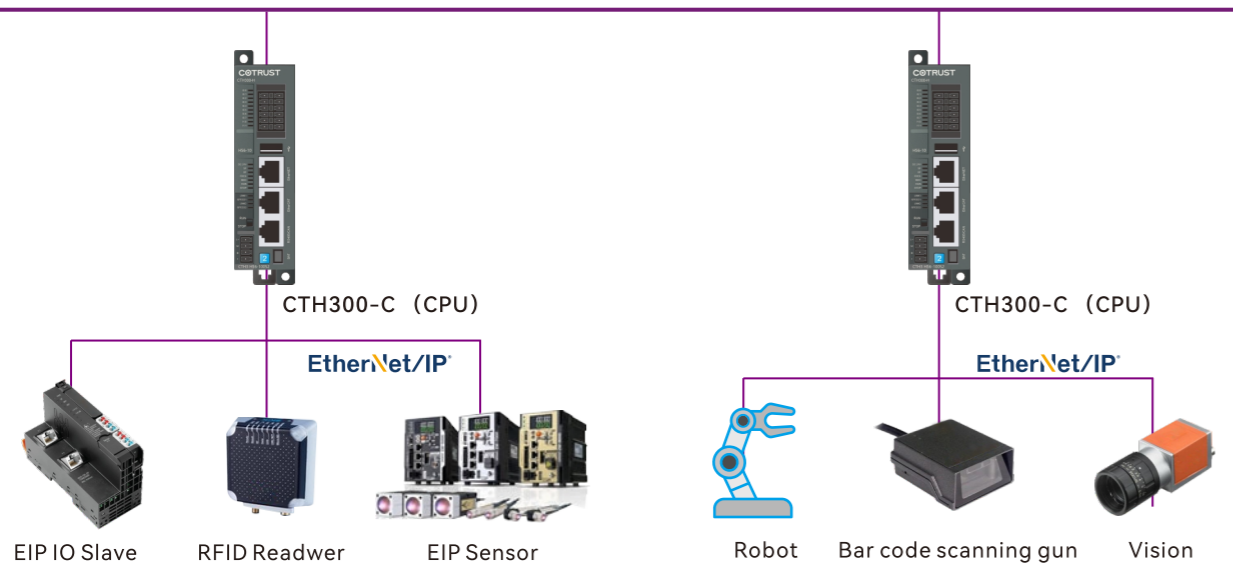 COTRUST
COTRUST
CTH300-C （CPU）
CTH300-C （CPU）
EtherNet/IP
EtherNet/IP
EIP IO Slave
RFID Readwer
EIP Sensor
Robot
Bar code scanning gun
Vision